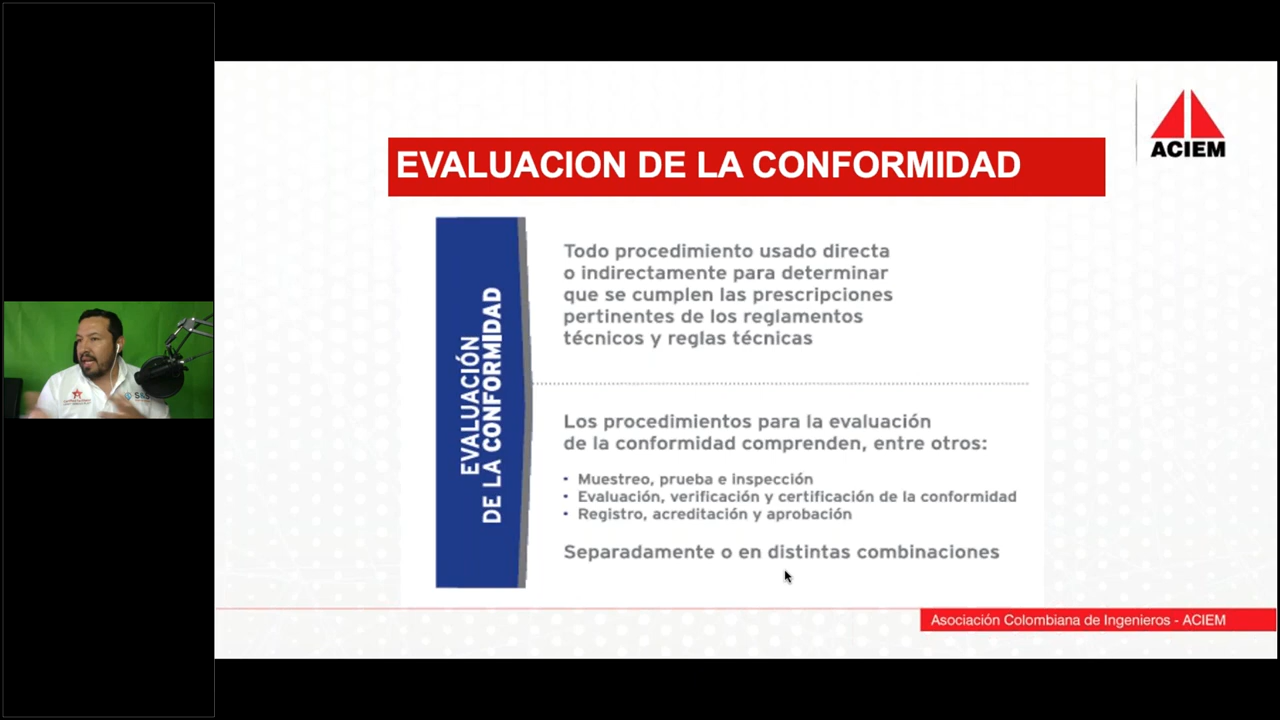 ACIEM
EVALUACION DE LA CONFORMIDAD
EVALUACIÓN
DE LA CONFORMIDAD
Todo procedimiento usado directa
o indirectamente para determinar
que se cumplen las prescripciones
pertinentes de los reglamentos
técnicos y reglas técnicas
Los procedimientos para la evaluación
de la conformidad comprenden, entre otros:
• Muestreo, prueba e inspección
• Evaluación, verificación y certificación de la conformidad
• Registro, acreditación y aprobación
Separadamente o en distintas combinaciones
Asociación Colombiana de Ingenieros - ACIEM